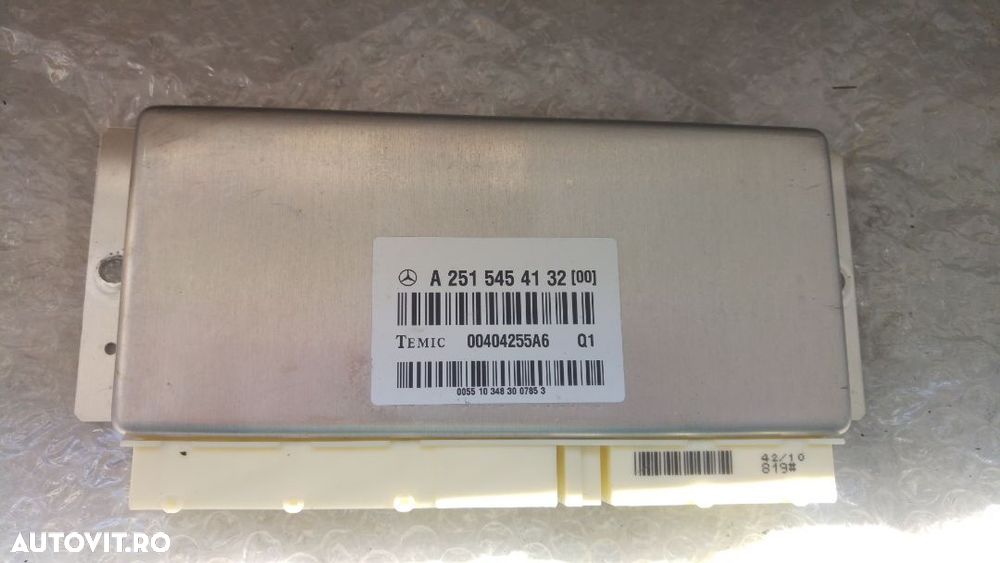 A 251 545 41 32 [00]
TEMIC 00404255A6 Q1
0055 10 348 30 0785 3
42/10
819#
AUTOVIT.RO